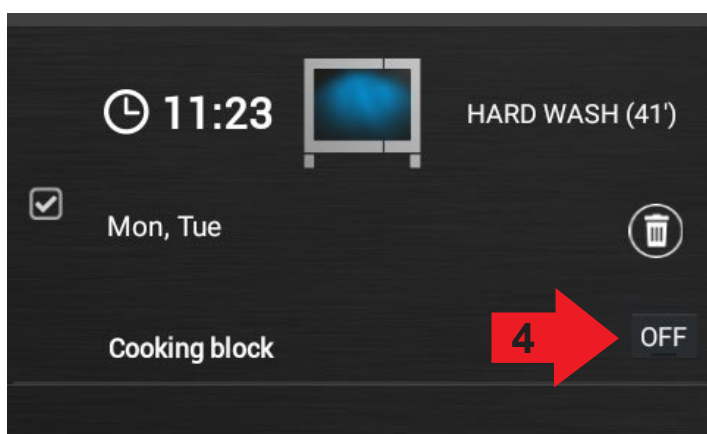 11:23
HARD WASH (41')
Mon, Tue
Cooking block
4
OFF